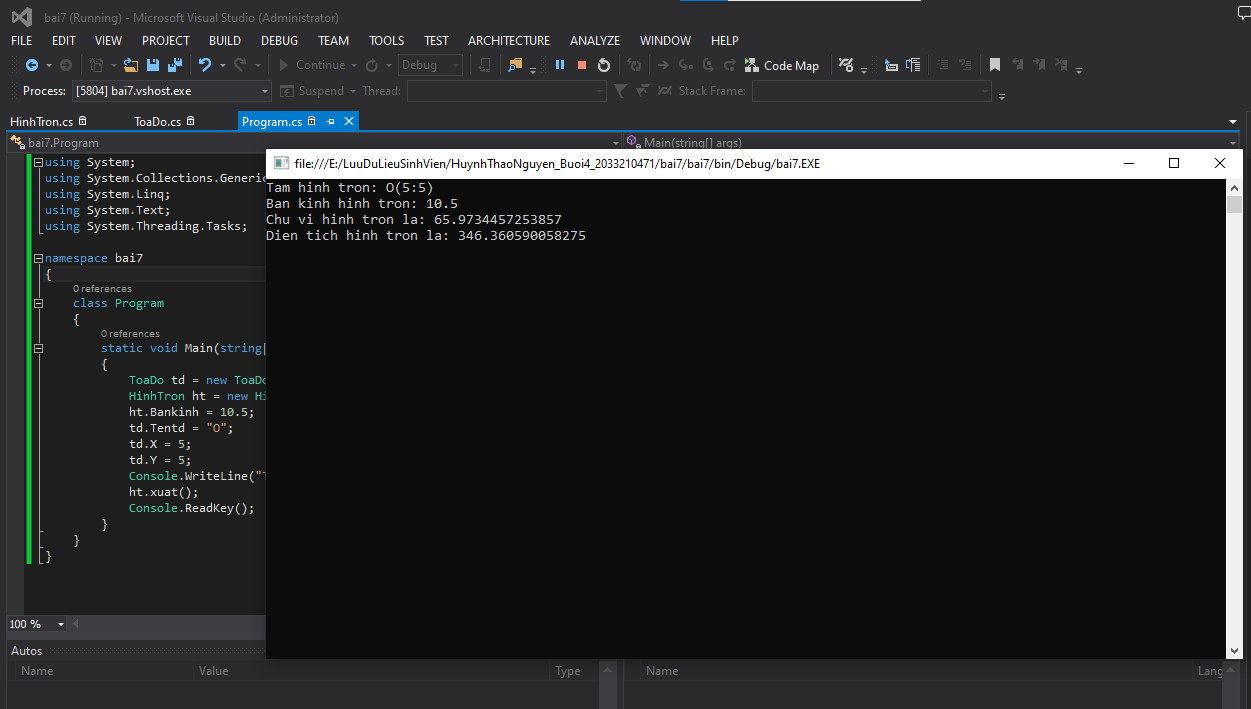 bai7 (Running) - Microsoft Visual Studio (Administrator)
FILE EDIT VIEW PROJECT BUILD DEBUG TEAM TOOLS TEST ARCHITECTURE ANALYZE WINDOW HELP
Continue Debug Code Map
Process: [5804] bai7.vshost.exe Suspend Thread: Stack Frame:
HinhTron.cs ToaDo.cs Program.cs
bai7.Program Main(string[] args)
file:///E:/LuuDuLieuSinhVien/HuynhThaoNguyen_Buoi4_2033210471/bai7/bai7/bin/Debug/bai7.EXE
Tam hinh tron: O(5:5)
Ban kinh hinh tron: 10.5
Chu vi hinh tron la: 65.9734457253857
Dien tich hinh tron la: 346.360590058275
using System;
using System.Collections.Generic
using System.Linq;
using System.Text;
using System.Threading.Tasks;
namespace bai7
{
0 references
class Program
{
0 references
static void Main(string[
{
ToaDo td = new ToaDo
HinhTron ht = new Hi
ht.Bankinh = 10.5;
td.Tentd = "O";
td.X = 5;
td.Y = 5;
Console.WriteLine("T
ht.xuat();
Console.ReadKey();
}
}
}
100 %
Autos
Name Value Type Name Lang